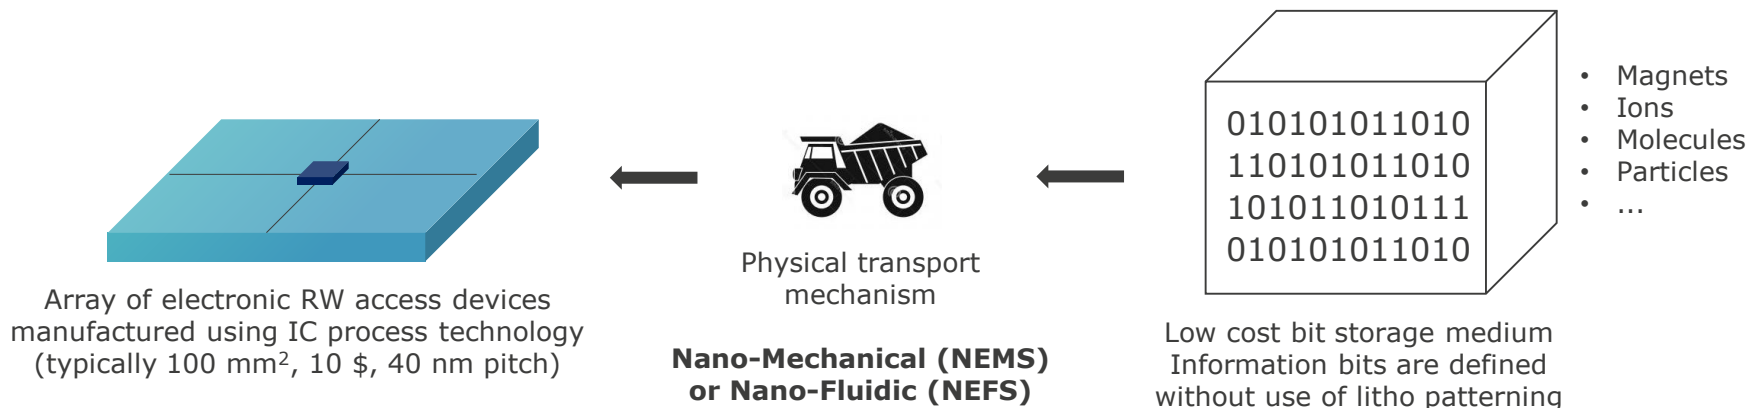 010101011010
110101011010
101011010111
010101011010
• Magnets
• Ions
• Molecules
• Particles
• ...
Array of electronic RW access devices
manufactured using IC process technology
(typically 100 mm², 10 $, 40 nm pitch)
Physical transport
mechanism
Nano-Mechanical (NEMS)
or Nano-Fluidic (NEFS)
Low cost bit storage medium
Information bits are defined
without use of litho patterning